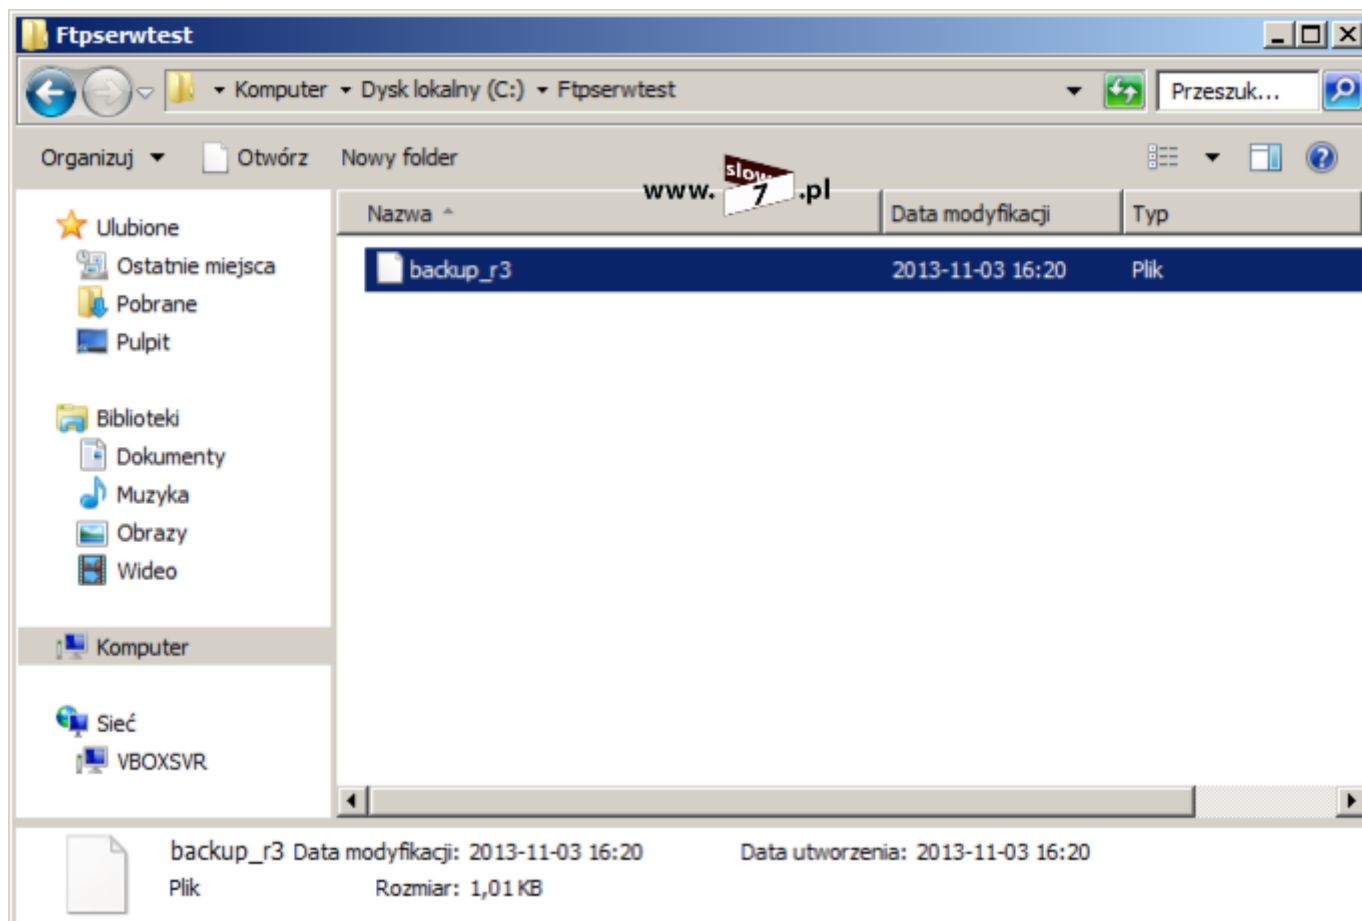 Ftpserwtest
Komputer Dysk lokalny (C:) Ftpserwtest Przeszuk...
Organizuj Otwórz Nowy folder
www.slow7.pl
Nazwa Data modyfikacji Typ
Ulubione
Ostatnie miejsca
Pobrane
Pulpit
Biblioteki
Dokumenty
Muzyka
Obrazy
Wideo
Komputer
Sieć
VBOXSVR
backup_r3 2013-11-03 16:20 Plik
backup_r3 Data modyfikacji: 2013-11-03 16:20 Data utworzenia: 2013-11-03 16:20
Plik Rozmiar: 1,01 KB